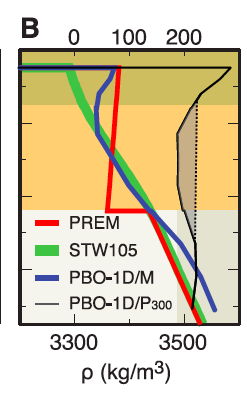 B
0 100 200
PREM
STW105
PBO-1D/M
PBO-1D/P300
3300 3500
ρ (kg/m³)